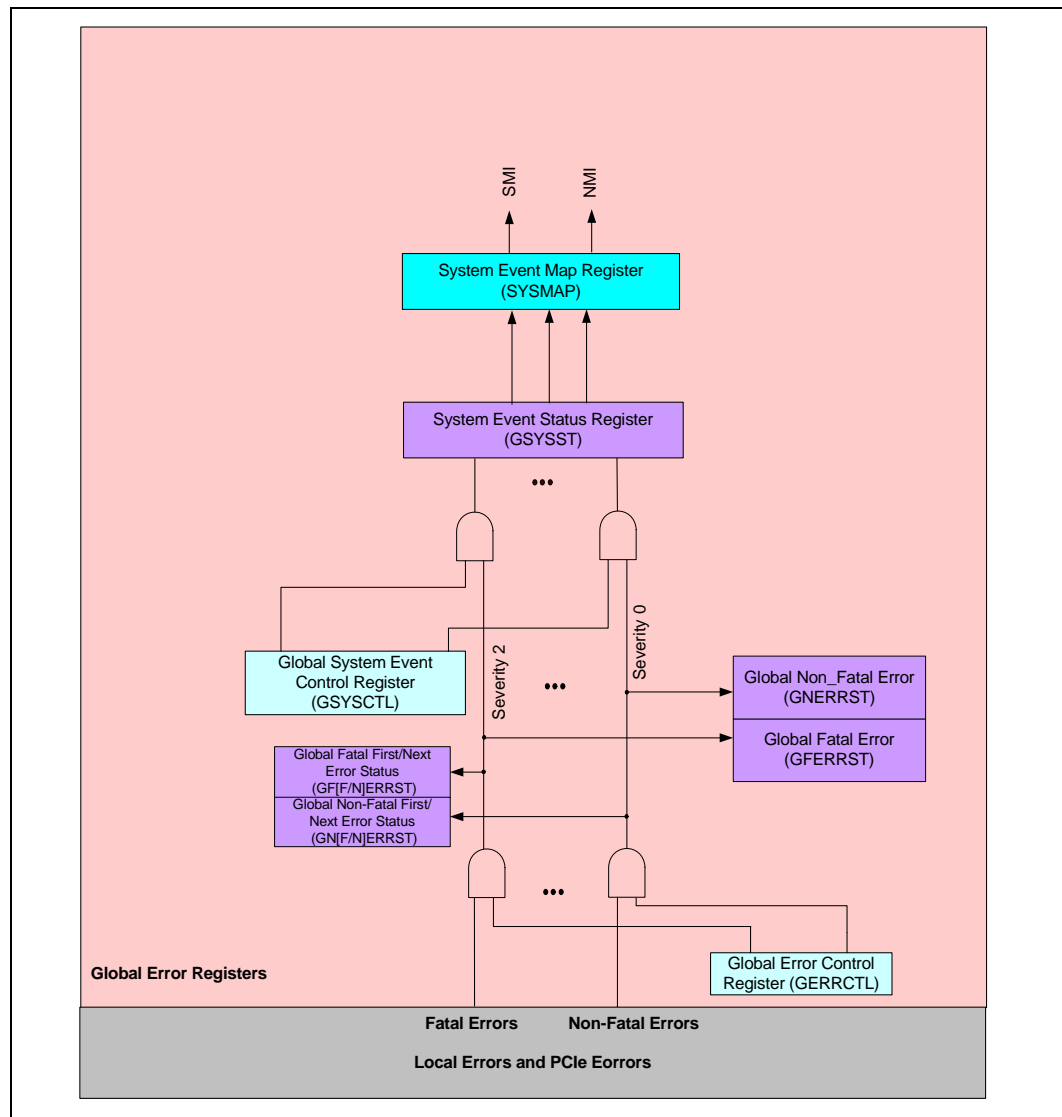 SMI
NMI
System Event Map Register
(SYSMAP)
System Event Status Register
(GSYSST)
•••
Severity 2
Severity 0
Global System Event
Control Register
(GSYSCTL)
•••
Global Non_Fatal Error
(GNERRST)
Global Fatal Error
(GFERRST)
Global Fatal First/Next
Error Status
(GF[F/N]ERRST)
Global Non-Fatal First/
Next Error Status
(GN[F/N]ERRST)
•••
Global Error Control
Register (GERRCTL)
Global Error Registers
Fatal Errors
Non-Fatal Errors
Local Errors and PCIe Eorrors